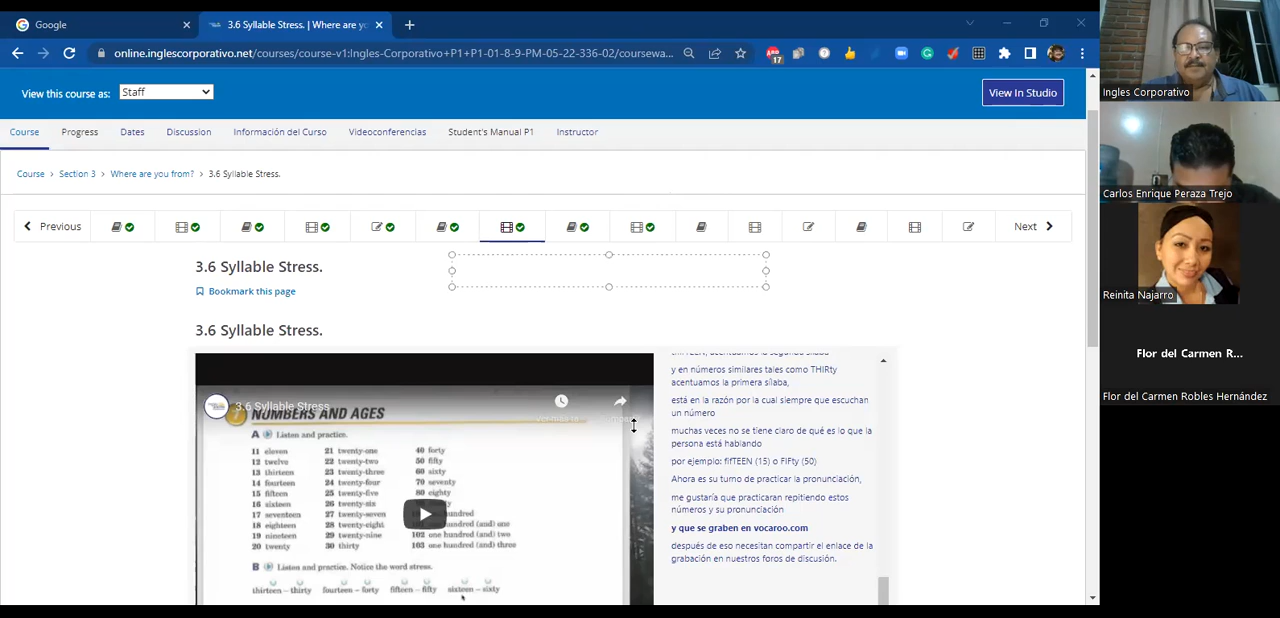 Google
3.6 Syllable Stress. | Where are yo
online.inglescorporativo.net/courses/course-v1:Ingles-Corporativo+P1+P1-01-8-9-PM-05-22-336-02/coursewa...
17
View this course as:
Staff
View In Studio
Course
Progress
Dates
Discussion
Información del Curso
Videoconferencias
Student's Manual P1
Instructor
Course > Section 3 > Where are you from? > 3.6 Syllable Stress.
Previous
Next
3.6 Syllable Stress.
Bookmark this page
3.6 Syllable Stress.
3.6 Syllable Stress
NUMBERS AND AGES
A Listen and practice.
11 eleven 21 twenty-one 40 forty
12 twelve 22 twenty-two 50 fifty
13 thirteen 23 twenty-three 60 sixty
14 fourteen 24 twenty-four 70 seventy
15 fifteen 25 twenty-five 80 eighty
16 sixteen 26 twenty-six
17 seventeen 27 twenty-seven hundred
18 eighteen 28 twenty-eight hundred (and) one
19 nineteen 29 twenty-nine 102 one hundred (and) two
20 twenty 30 thirty 103 one hundred (and) three
B Listen and practice. Notice the word stress.
thirteen – thirty fourteen – forty fifteen – fifty sixteen – sixty
y en números similares tales como THIRty
acentuamos la primera sílaba,
está en la razón por la cual siempre que escuchan
un número
muchas veces no se tiene claro de qué es lo que la
persona está hablando
por ejemplo: fifTEEN (15) o FIFty (50)
Ahora es su turno de practicar la pronunciación,
me gustaría que practicaran repitiendo estos
números y su pronunciación
y que se graben en vocaroo.com
después de eso necesitan compartir el enlace de la
grabación en nuestros foros de discusión.
Ingles Corporativo
Carlos Enrique Peraza Trejo
Reinita Najarro
Flor del Carmen R...
Flor del Carmen Robles Hernández